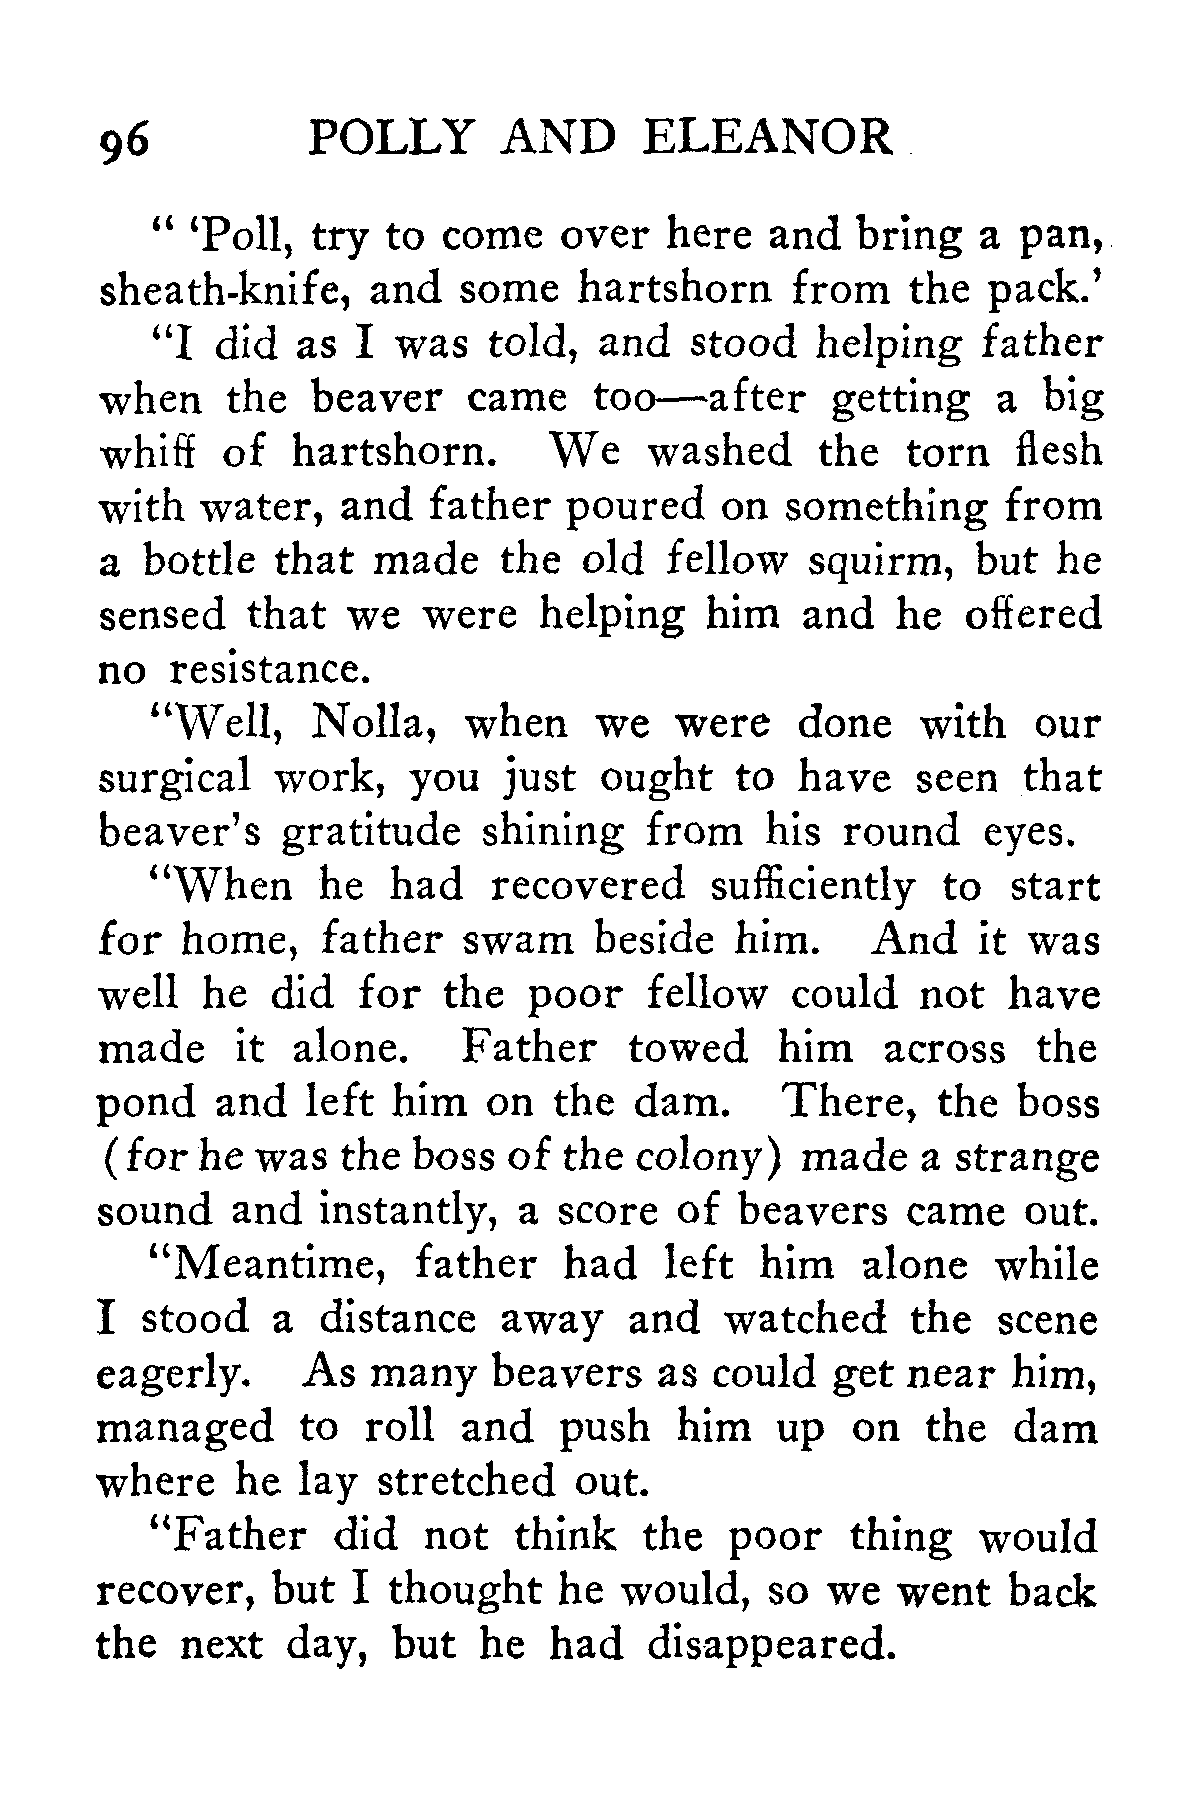 96 POLLY AND ELEANOR
“ ‘Poll, try to come over here and bring a pan,
sheath-knife, and some hartshorn from the pack.’
“I did as I was told, and stood helping father
when the beaver came too—after getting a big
whiff of hartshorn. We washed the torn flesh
with water, and father poured on something from
a bottle that made the old fellow squirm, but he
sensed that we were helping him and he offered
no resistance.
“Well, Nolla, when we were done with our
surgical work, you just ought to have seen that
beaver’s gratitude shining from his round eyes.
“When he had recovered sufficiently to start
for home, father swam beside him. And it was
well he did for the poor fellow could not have
made it alone. Father towed him across the
pond and left him on the dam. There, the boss
(for he was the boss of the colony) made a strange
sound and instantly, a score of beavers came out.
“Meantime, father had left him alone while
I stood a distance away and watched the scene
eagerly. As many beavers as could get near him,
managed to roll and push him up on the dam
where he lay stretched out.
“Father did not think the poor thing would
recover, but I thought he would, so we went back
the next day, but he had disappeared.